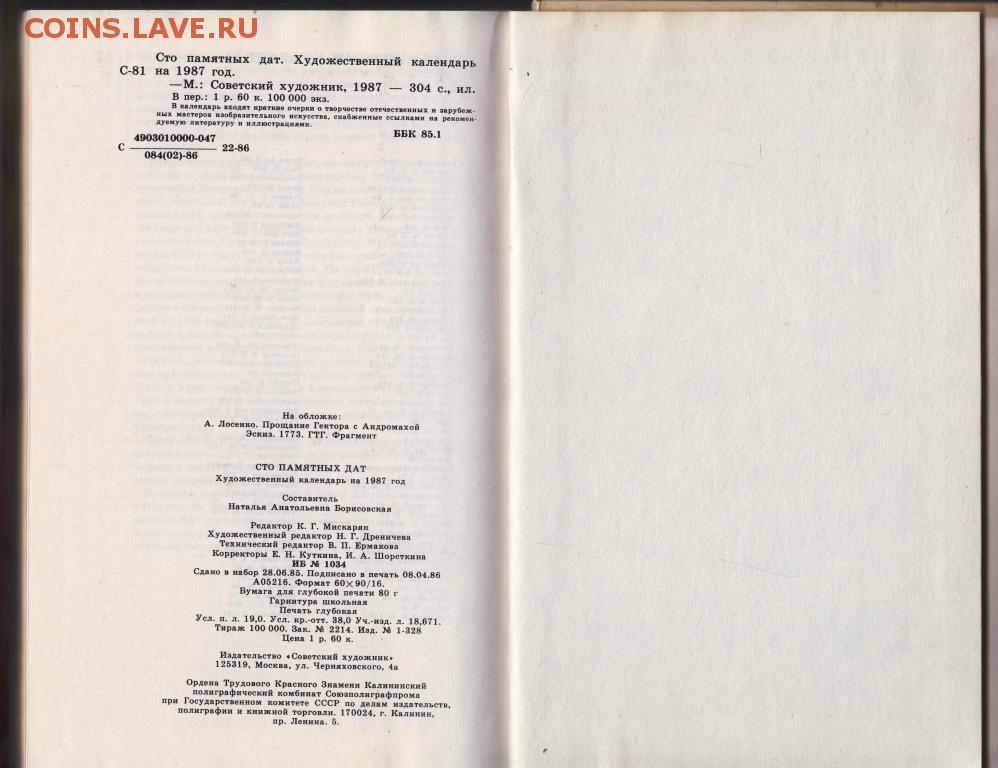 COINS.LAVE.RU
Сто памятных дат. Художественный календарь
С-81 на 1987 год.
—М.: Советский художник, 1987 — 304 с., ил.
В пер.: 1 р. 60 к. 100 000 экз.
В календарь входят краткие очерки о творчестве отечественных и зарубеж-
ных мастеров изобразительного искусства, снабженные ссылками на рекомен-
дуемую литературу и иллюстрациями.
ББК 85.1
4903010000-047
С 22-86
084(02)-86
На обложке:
А. Лосенко. Прощание Гектора с Андромахой
Эскиз. 1773. ГТГ. Фрагмент
СТО ПАМЯТНЫХ ДАТ
Художественный календарь на 1987 год
Составитель
Наталья Анатольевна Борисовская
Редактор К. Г. Мискарян
Художественный редактор Н. Г. Дреничева
Технический редактор В. П. Ермакова
Корректоры Е. Н. Куткина, И. А. Шорсткина
ИБ № 1034
Сдано в набор 28.06.85. Подписано в печать 08.04.86
А05216. Формат 60×90/16.
Бумага для глубокой печати 80 г
Гарнитура школьная
Печать глубокая
Усл. п. л. 19,0. Усл. кр.-отт. 38,0 Уч.-изд. л. 18,671.
Тираж 100 000. Зак. № 2214. Изд. № 1-328
Цена 1 р. 60 к.
Издательство «Советский художник»
125319, Москва, ул. Черняховского, 4а
Ордена Трудового Красного Знамени Калининский
полиграфический комбинат Союзполиграфпрома
при Государственном комитете СССР по делам издательств,
полиграфии и книжной торговли. 170024, г. Калинин,
пр. Ленина. 5.